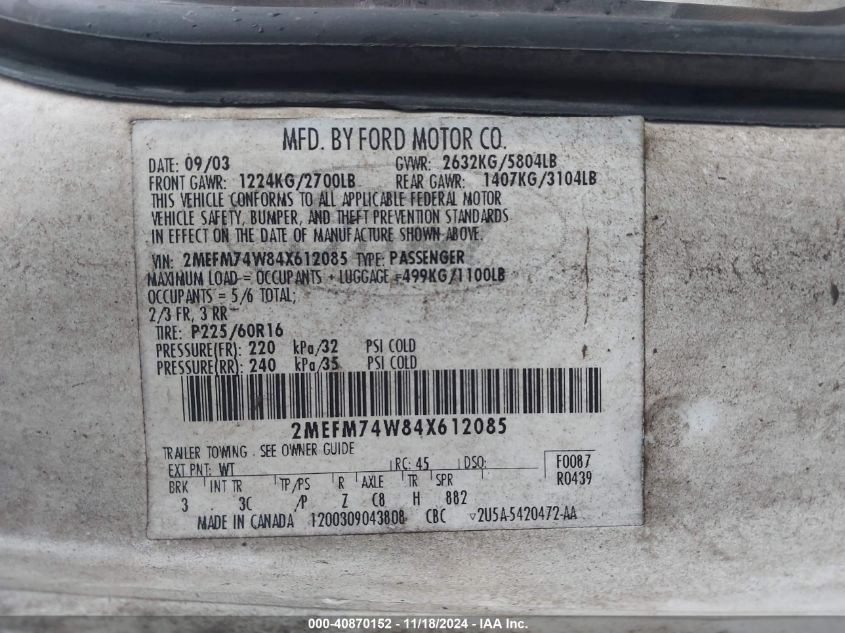 MFD. BY FORD MOTOR CO.
DATE: 09/03 GVWR: 2632KG/5804LB
FRONT GAWR: 1224KG/2700LB REAR GAWR: 1407KG/3104LB
THIS VEHICLE CONFORMS TO ALL APPLICABLE FEDERAL MOTOR
VEHICLE SAFETY, BUMPER, AND THEFT PREVENTION STANDARDS
IN EFFECT ON THE DATE OF MANUFACTURE SHOWN ABOVE.
VIN: 2MEFM74W84X612085 TYPE: PASSENGER
MAXIMUM LOAD = OCCUPANTS + LUGGAGE =499KG/1100LB
OCCUPANTS = 5/6 TOTAL;
2/3 FR, 3 RR
TIRE: P225/60R16
PRESSURE(FR): 220 kPa/32 PSI COLD
PRESSURE(RR): 240 kPa/35 PSI COLD
2MEFM74W84X612085
TRAILER TOWING - SEE OWNER GUIDE
EXT PNT: WT RC: 45 DSO: F0087
BRK INT TR TP/PS R AXLE TR SPR R0439
3 3C /P Z C8 H 882
MADE IN CANADA 1200309043808 CBC ▽2U5A-5420472-AA
000-40870152 - 11/18/2024 - IAA Inc.